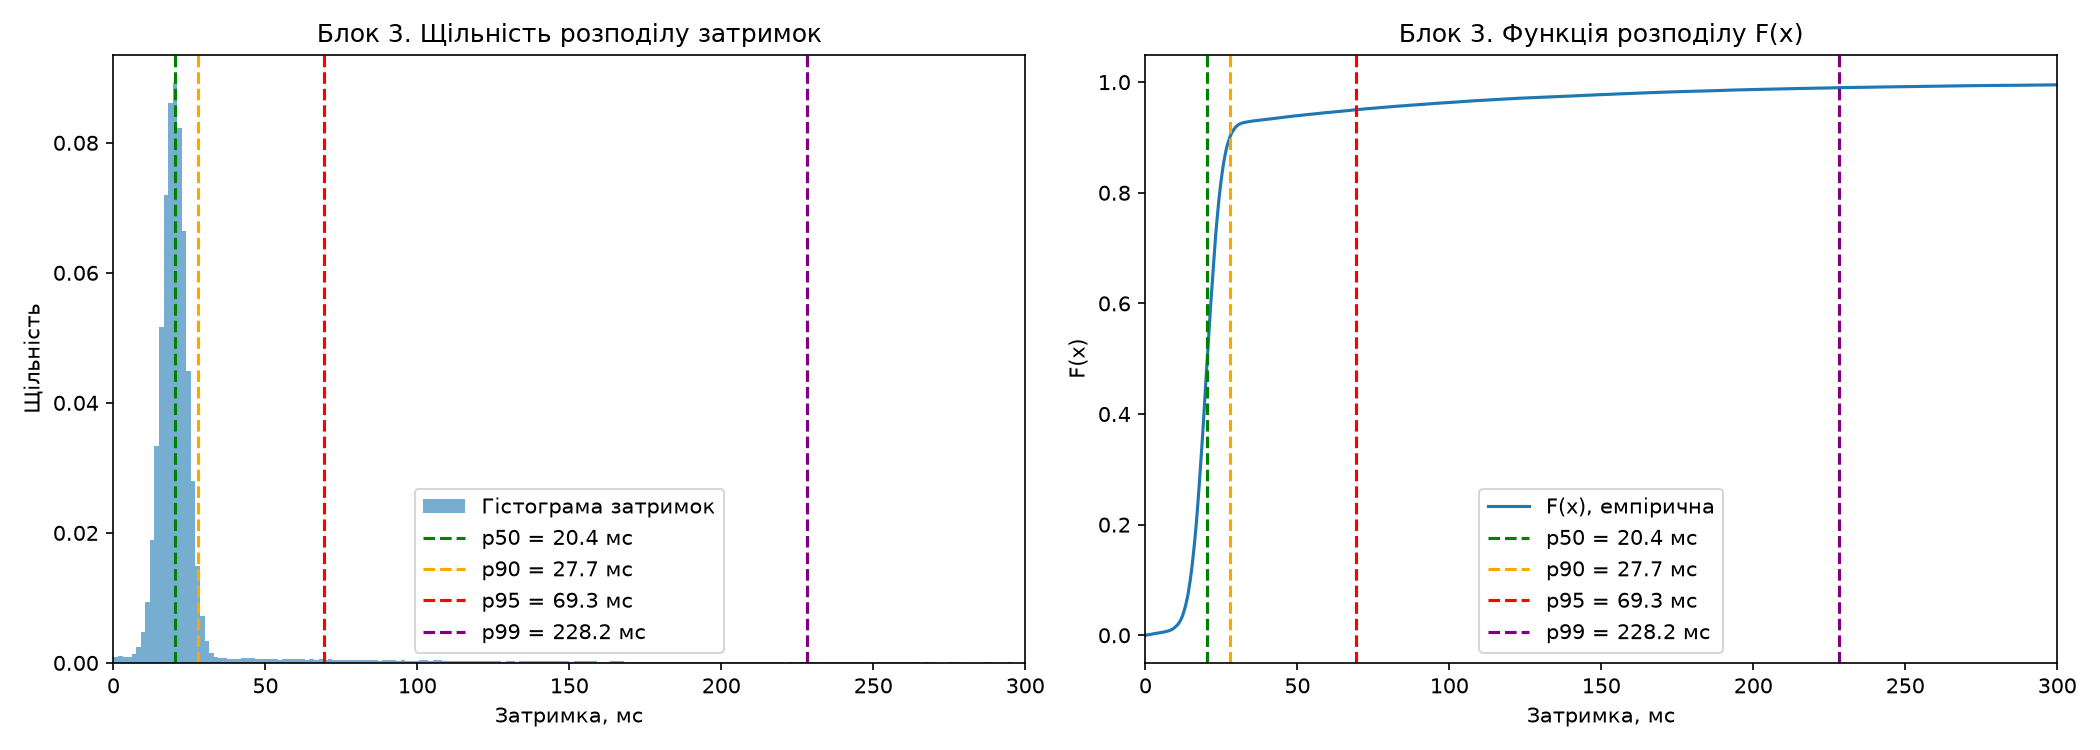 Блок 3. Щільність розподілу затримок
Щільність
0.08
0.06
0.04
0.02
0.00
0
50
100
150
200
250
300
Затримка, мс
Гістограма затримок
p50 = 20.4 мс
p90 = 27.7 мс
p95 = 69.3 мс
p99 = 228.2 мс
Блок 3. Функція розподілу F(x)
F(x)
1.0
0.8
0.6
0.4
0.2
0.0
0
50
100
150
200
250
300
Затримка, мс
F(x), емпірична
p50 = 20.4 мс
p90 = 27.7 мс
p95 = 69.3 мс
p99 = 228.2 мс